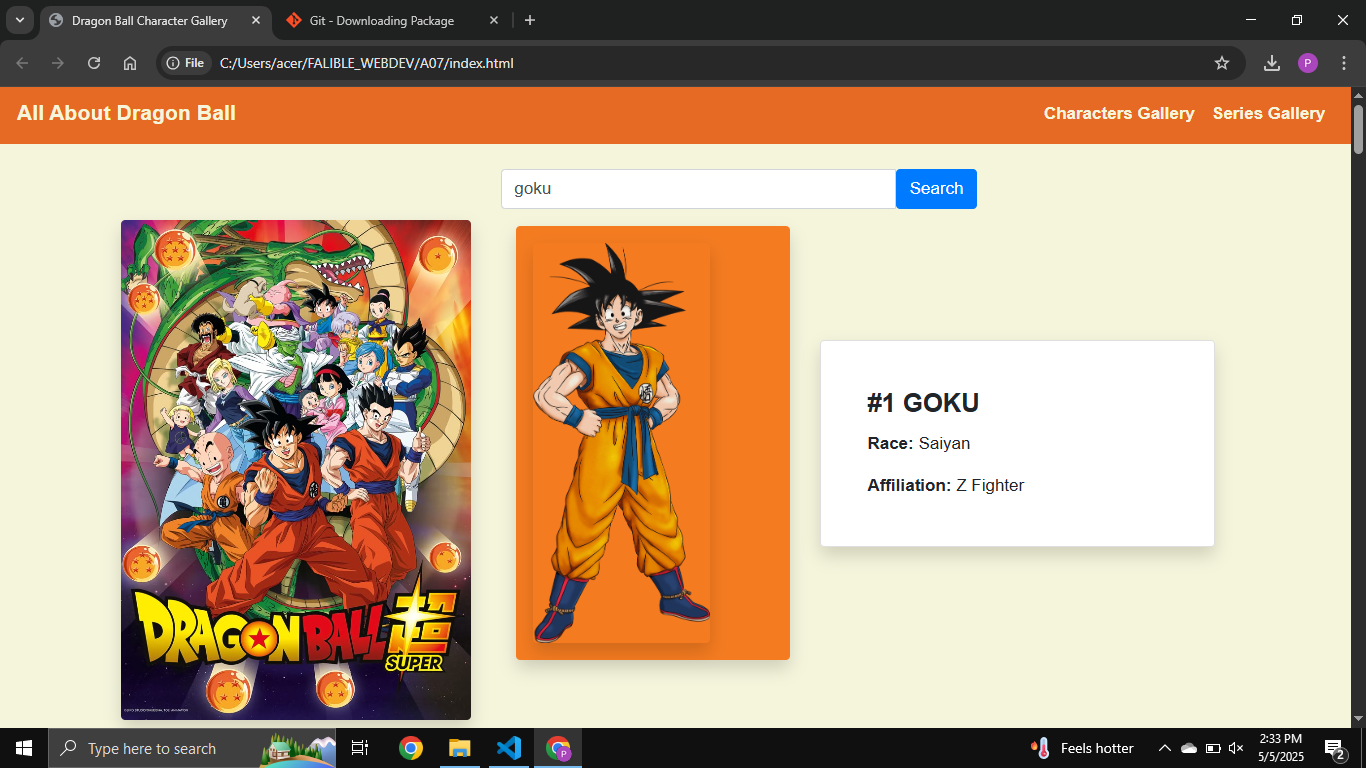 Dragon Ball Character Gallery
Git - Downloading Package
File
C:/Users/acer/FALIBLE_WEBDEV/A07/index.html
P
All About Dragon Ball
Characters Gallery
Series Gallery
goku
Search
DRAGON BALL
超
SUPER
#1 GOKU
Race: Saiyan
Affiliation: Z Fighter
Type here to search
P
Feels hotter
2:33 PM
5/5/2025
2